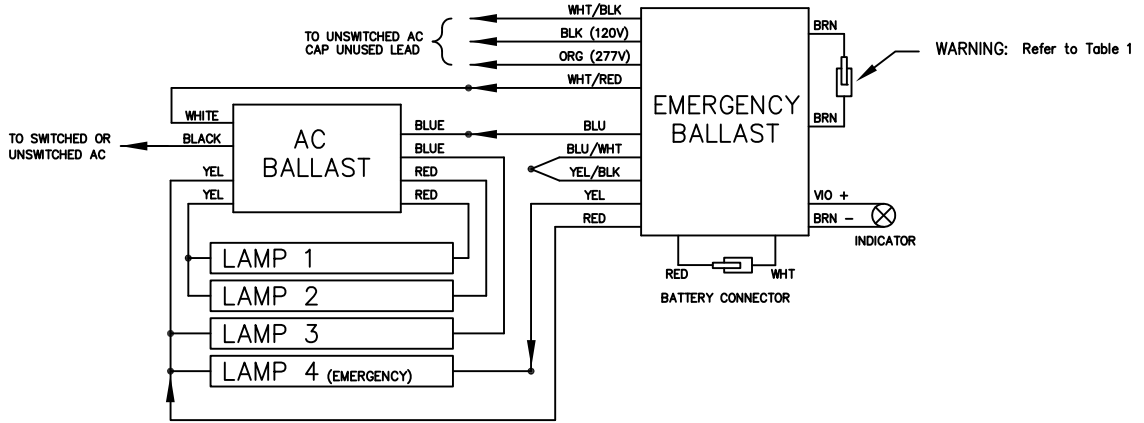 WHT/BLK
BLK (120V)
ORG (277V)
WHT/RED
TO UNSWITCHED AC
CAP UNUSED LEAD
EMERGENCY
BALLAST
BRN
BRN
WARNING: Refer to Table 1
WHITE
BLACK
TO SWITCHED OR
UNSWITCHED AC
YEL
YEL
AC
BALLAST
BLUE
BLUE
RED
RED
BLU
BLU/WHT
YEL/BLK
YEL
RED
VIO +
BRN −
INDICATOR
RED
WHT
BATTERY CONNECTOR
LAMP 1
LAMP 2
LAMP 3
LAMP 4 (EMERGENCY)